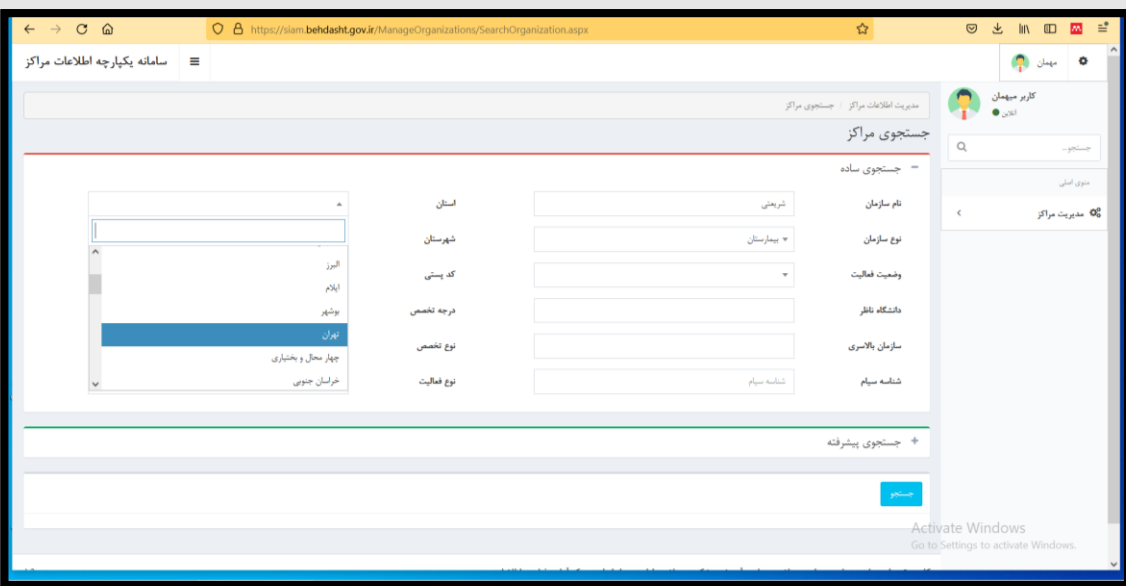 https://siam.behdasht.gov.ir/ManageOrganizations/SearchOrganization.aspx
سامانه یکپارچه اطلاعات مراکز
مهمان
کاربر میهمان
آنلاین
جستجو...
منوی اصلی
مدیریت مراکز
مدیریت اطلاعات مراکز / جستجوی مراکز
جستجوی مراکز
جستجوی ساده
نام سازمان شریعتی استان
نوع سازمان بیمارستان شهرستان
وضعیت فعالیت کد پستی
دانشگاه ناظر درجه تخصص
سازمان بالاسری نوع تخصص
شناسه سیام شناسه سیام نوع فعالیت
البرز
ایلام
بوشهر
تهران
چهار محال و بختیاری
خراسان جنوبی
جستجوی پیشرفته
جستجو
Activate Windows
Go to Settings to activate Windows.